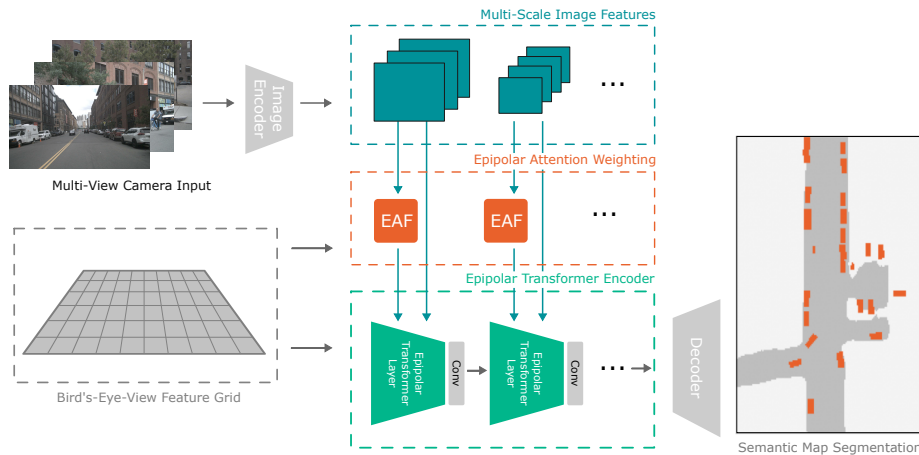 Multi-Scale Image Features
Image
Encoder
...
Multi-View Camera Input
Epipolar Attention Weighting
EAF
EAF
...
Epipolar Transformer Encoder
Bird's-Eye-View Feature Grid
Epipolar
Transformer
Layer
Conv
Epipolar
Transformer
Layer
Conv
...
Decoder
Semantic Map Segmentation